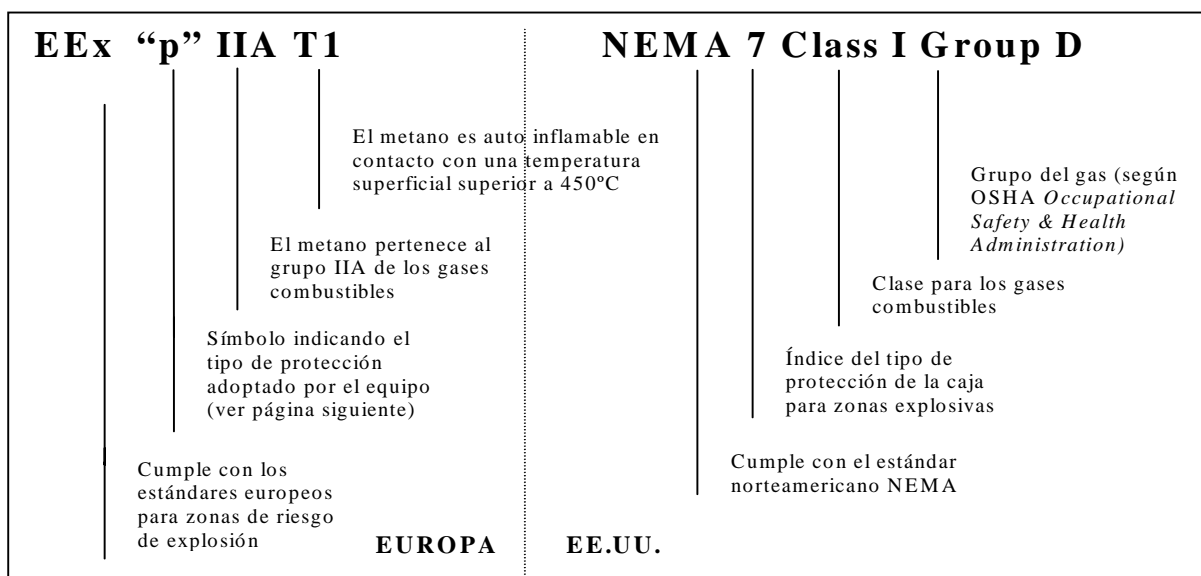 EEx “p” IIA T1
El metano es auto inflamable en
contacto con una temperatura
superficial superior a 450ºC
El metano pertenece al
grupo IIA de los gases
combustibles
Símbolo indicando el
tipo de protección
adoptado por el equipo
(ver página siguiente)
Cumple con los
estándares europeos
para zonas de riesgo
de explosión
EUROPA
NEMA 7 Class I Group D
Grupo del gas (según
OSHA Occupational
Safety & Health
Administration)
Clase para los gases
combustibles
Índice del tipo de
protección de la caja
para zonas explosivas
Cumple con el estándar
norteamericano NEMA
EE.UU.